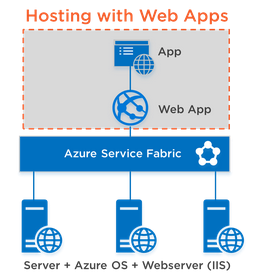 Hosting with Web Apps
App
Web App
Azure Service Fabric
Server + Azure OS + Webserver (IIS)